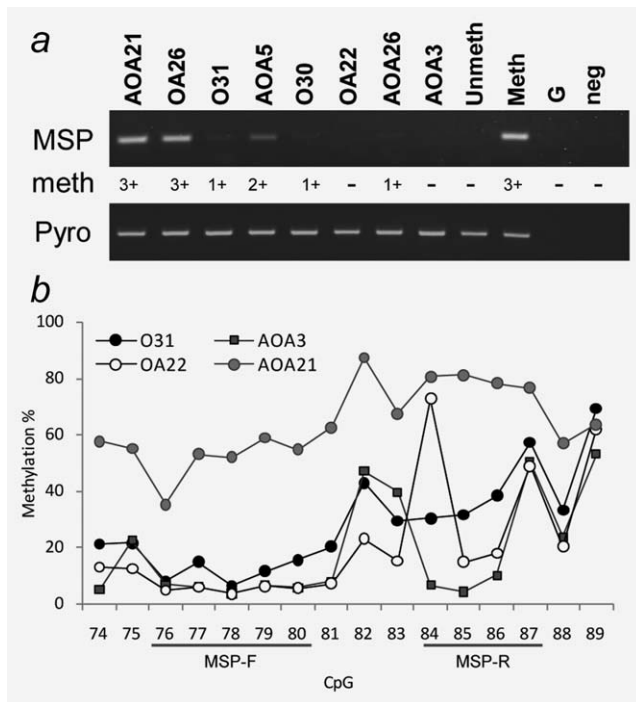 a
AOA21 OA26 O31 AOA5 O30 OA22 AOA26 AOA3 Unmeth Meth G neg
MSP
meth 3+ 3+ 1+ 2+ 1+ - 1+ - - 3+ - -
Pyro
b
100
80
60
40
20
0
Methylation %
O31 AOA3
OA22 AOA21
74 75 76 77 78 79 80 81 82 83 84 85 86 87 88 89
MSP-F MSP-R
CpG